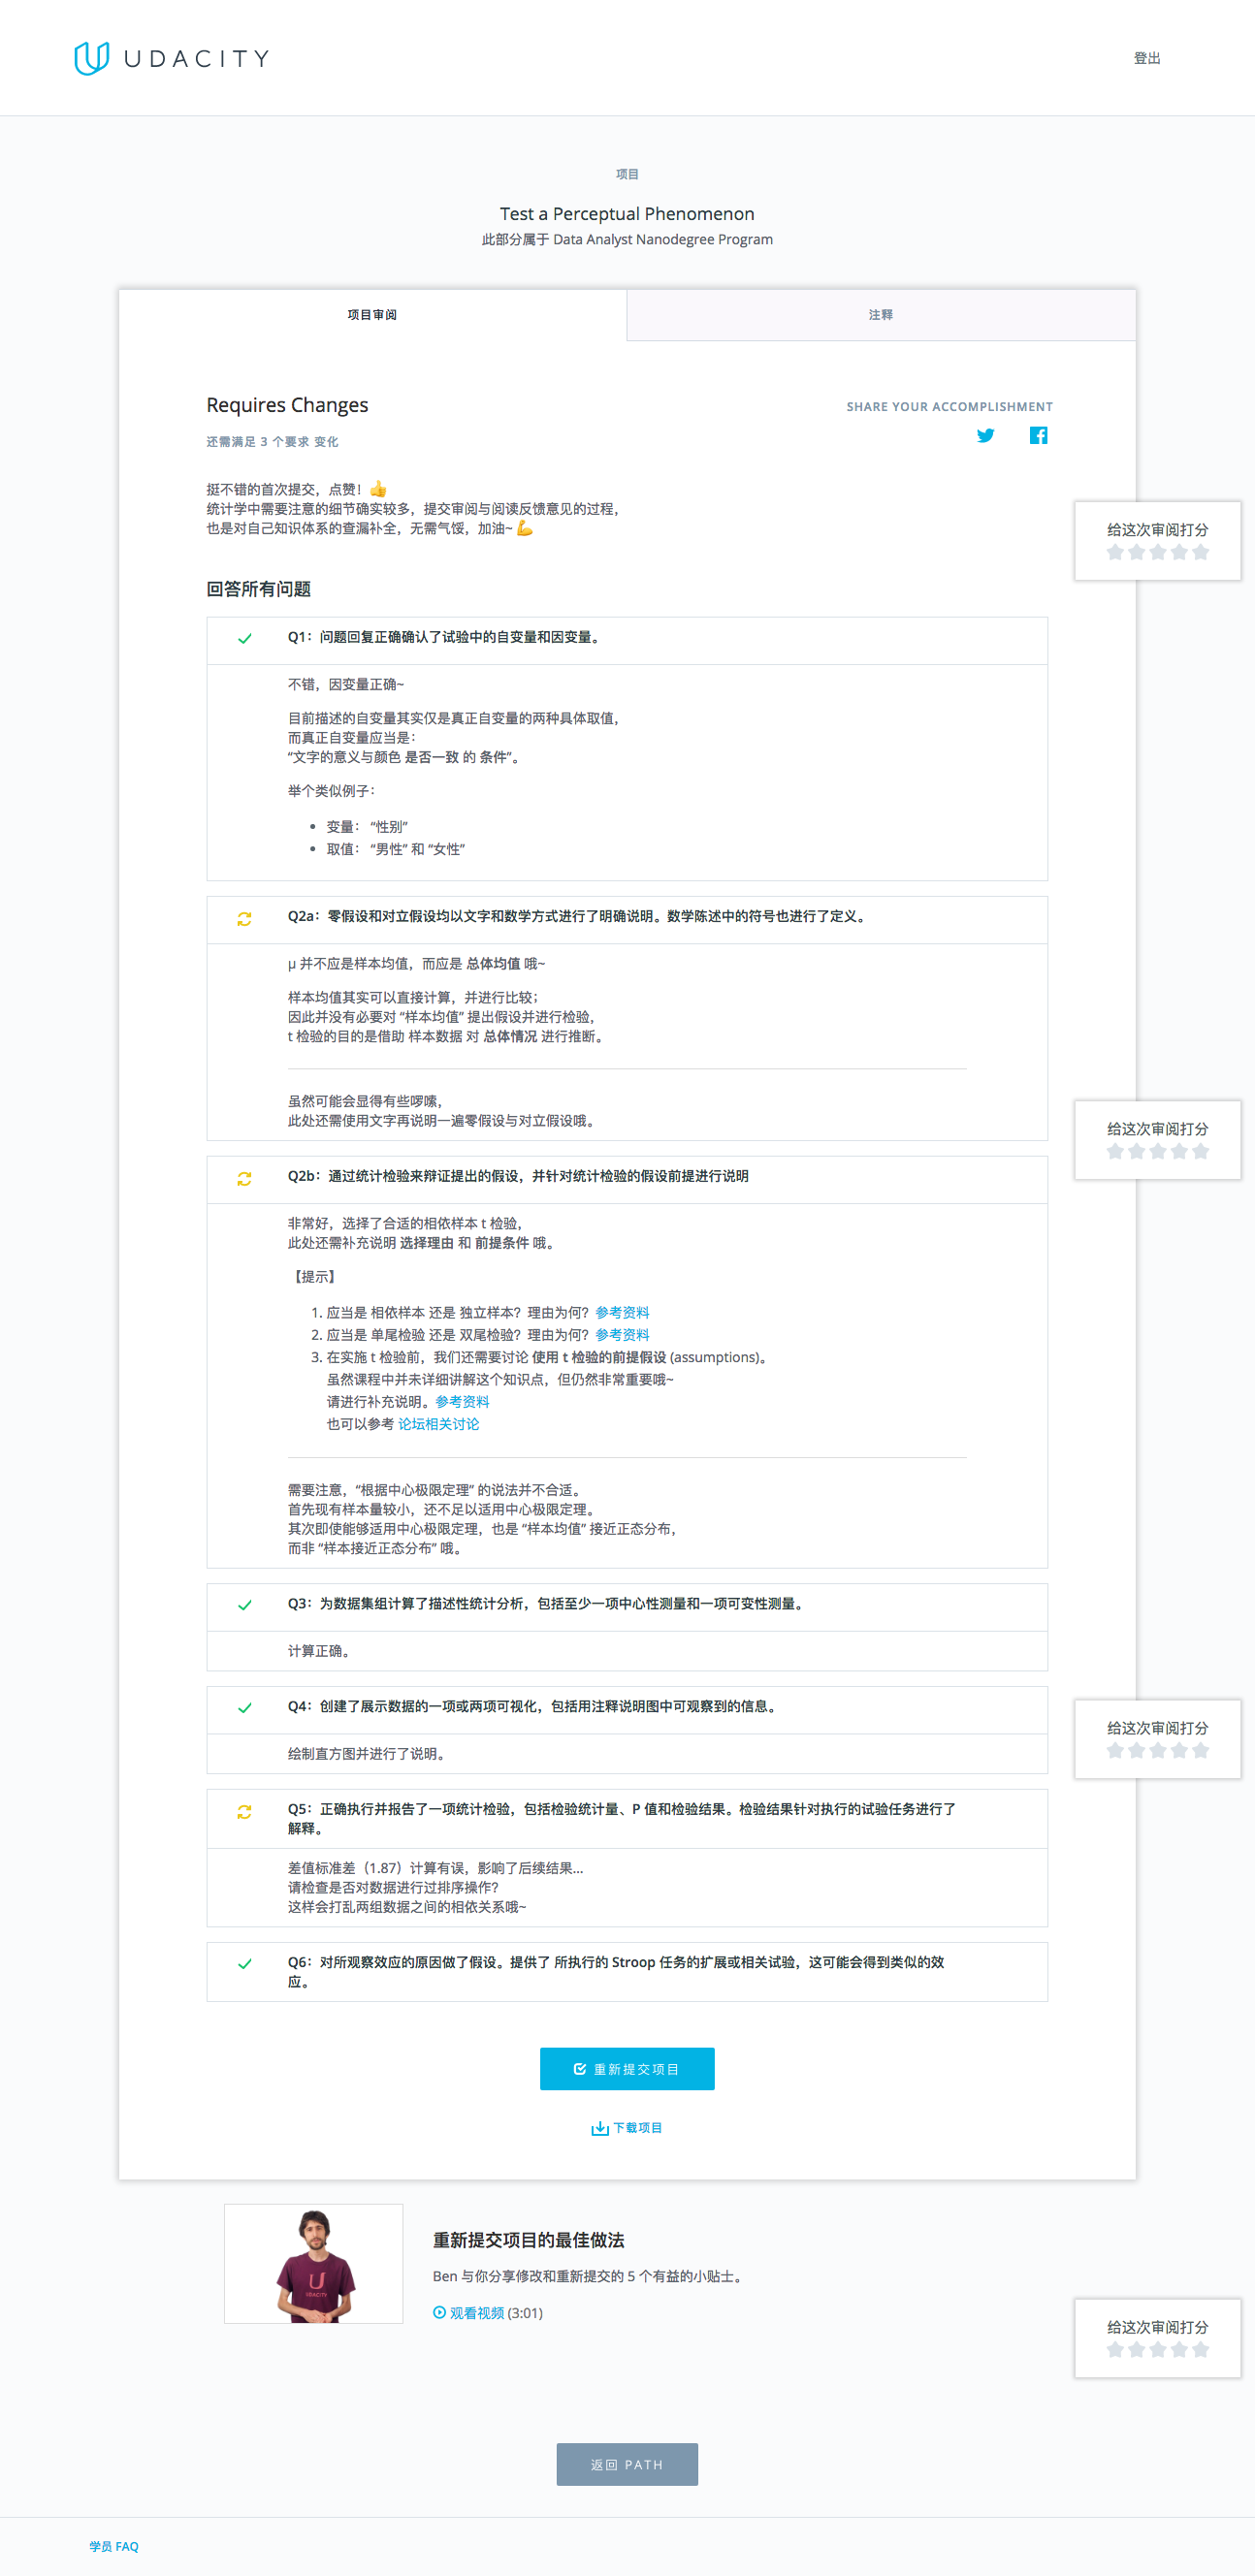 UDACITY
登出
项目
Test a Perceptual Phenomenon
此部分属于 Data Analyst Nanodegree Program
项目审阅
注释
Requires Changes
还需满足 3 个要求 变化
SHARE YOUR ACCOMPLISHMENT
挺不错的首次提交，点赞！👍
统计学中需要注意的细节确实较多，提交审阅与阅读反馈意见的过程，
也是对自己知识体系的查漏补全，无需气馁，加油~ 💪
给这次审阅打分
回答所有问题
Q1：问题回复正确确认了试验中的自变量和因变量。
不错，因变量正确~
目前描述的自变量其实仅是真正自变量的两种具体取值，
而真正自变量应当是：
“文字的意义与颜色 是否一致 的 条件”。
举个类似例子：
• 变量： “性别”
• 取值： “男性” 和 “女性”
Q2a：零假设和对立假设均以文字和数学方式进行了明确说明。数学陈述中的符号也进行了定义。
μ 并不应是样本均值，而应是 总体均值 哦~
样本均值其实可以直接计算，并进行比较；
因此并没有必要对 “样本均值” 提出假设并进行检验，
t 检验的目的是借助 样本数据 对 总体情况 进行推断。
虽然可能会显得有些啰嗦，
此处还需使用文字再说明一遍零假设与对立假设哦。
给这次审阅打分
Q2b：通过统计检验来辩证提出的假设，并针对统计检验的假设前提进行说明
非常好，选择了合适的相依样本 t 检验，
此处还需补充说明 选择理由 和 前提条件 哦。
【提示】
1. 应当是 相依样本 还是 独立样本？理由为何？参考资料
2. 应当是 单尾检验 还是 双尾检验？理由为何？参考资料
3. 在实施 t 检验前，我们还需要讨论 使用 t 检验的前提假设 (assumptions)。
虽然课程中并未详细讲解这个知识点，但仍然非常重要哦~
请进行补充说明。参考资料
也可以参考 论坛相关讨论
需要注意，“根据中心极限定理” 的说法并不合适。
首先现有样本量较小，还不足以适用中心极限定理。
其次即使能够适用中心极限定理，也是 “样本均值” 接近正态分布，
而非 “样本接近正态分布” 哦。
Q3：为数据集组计算了描述性统计分析，包括至少一项中心性测量和一项可变性测量。
计算正确。
Q4：创建了展示数据的一项或两项可视化，包括用注释说明图中可观察到的信息。
绘制直方图并进行了说明。
给这次审阅打分
Q5：正确执行并报告了一项统计检验，包括检验统计量、P 值和检验结果。检验结果针对执行的试验任务进行了
解释。
差值标准差（1.87）计算有误，影响了后续结果...
请检查是否对数据进行过排序操作？
这样会打乱两组数据之间的相依关系哦~
Q6：对所观察效应的原因做了假设。提供了 所执行的 Stroop 任务的扩展或相关试验，这可能会得到类似的效
应。
重新提交项目
下载项目
UDACITY
重新提交项目的最佳做法
Ben 与你分享修改和重新提交的 5 个有益的小贴士。
观看视频 (3:01)
给这次审阅打分
返回 PATH
学员 FAQ